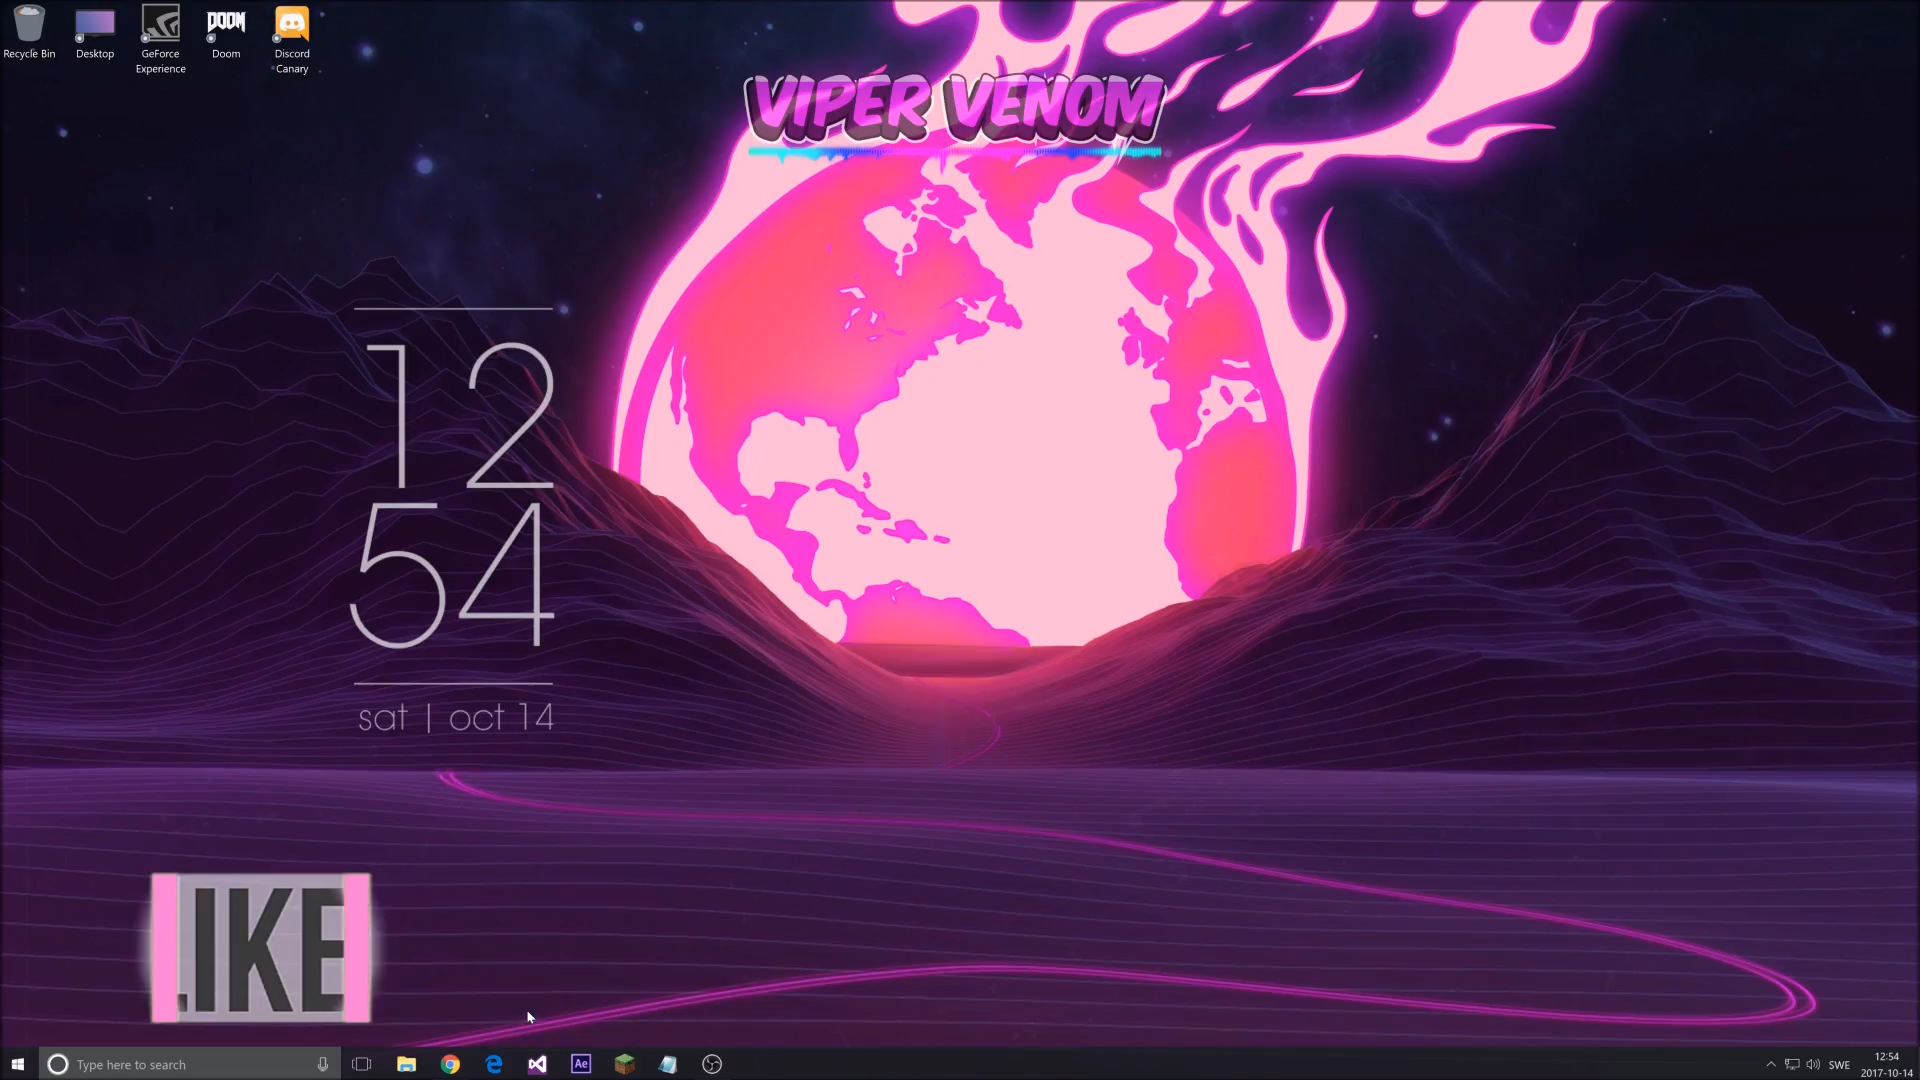 Recycle Bin
Desktop
GeForce
Experience
DOOM
Doom
Discord
Canary
VIPER VENOM
12
54
sat | oct 14
LIKE
Type here to search
Ae
SWE
12:54
2017-10-14